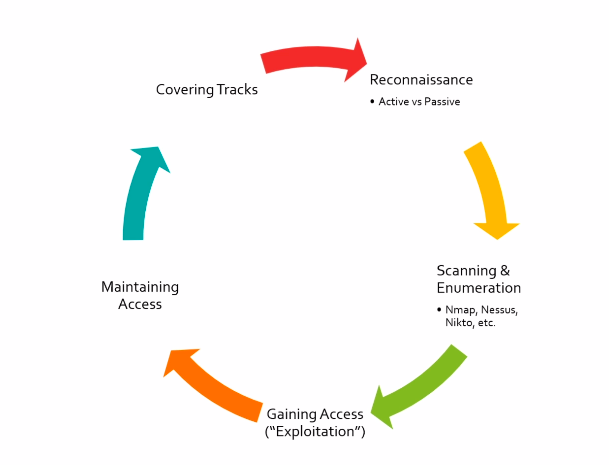 Reconnaissance
• Active vs Passive
Scanning &
Enumeration
• Nmap, Nessus,
Nikto, etc.
Gaining Access
(“Exploitation”)
Maintaining
Access
Covering Tracks